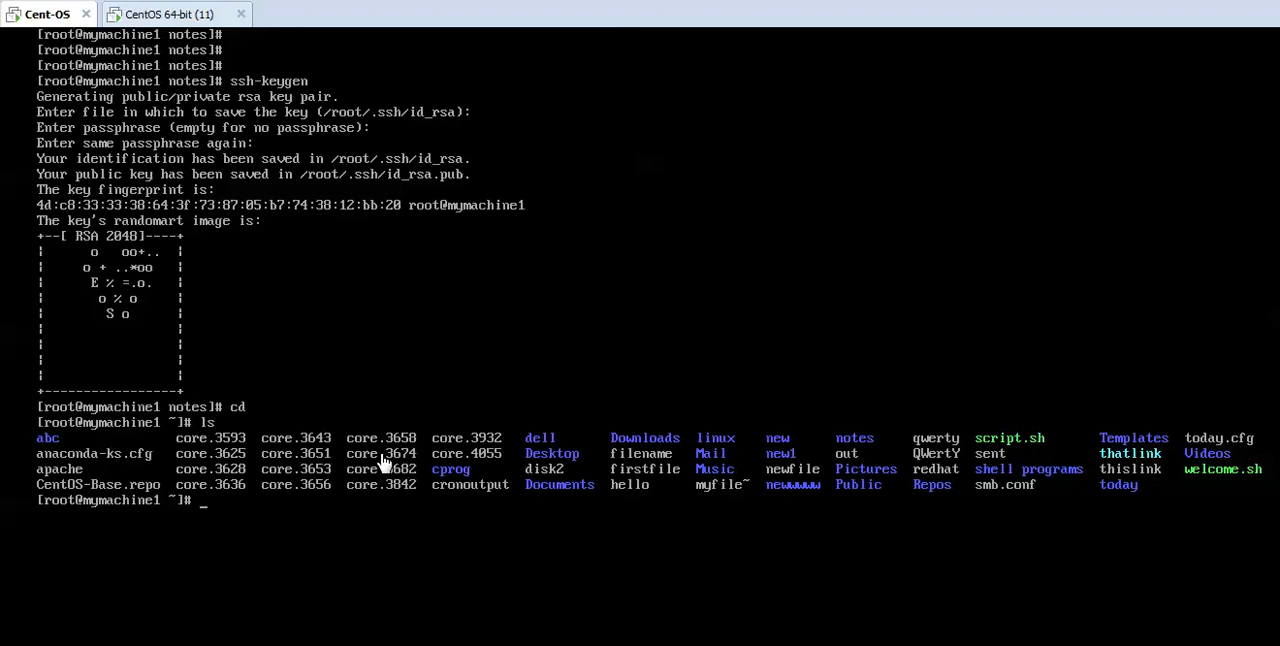 Cent-OS × CentOS 64-bit (11) ×
[root@mymachine1 notes]#
[root@mymachine1 notes]#
[root@mymachine1 notes]#
[root@mymachine1 notes]# ssh-keygen
Generating public/private rsa key pair.
Enter file in which to save the key (/root/.ssh/id_rsa):
Enter passphrase (empty for no passphrase):
Enter same passphrase again:
Your identification has been saved in /root/.ssh/id_rsa.
Your public key has been saved in /root/.ssh/id_rsa.pub.
The key fingerprint is:
4d:c8:33:33:38:64:3f:73:87:05:b7:74:38:12:bb:20 root@mymachine1
The key's randomart image is:
+--[ RSA 2048]----+
|      o   oo+..  |
|     o + ..*oo   |
|      E % =.o.   |
|       o % o     |
|        S o      |
|                 |
|                 |
|                 |
|                 |
+-----------------+
[root@mymachine1 notes]# cd
[root@mymachine1 ~]# ls
abc core.3593 core.3643 core.3658 core.3932 dell Downloads linux new notes qwerty script.sh Templates today.cfg
anaconda-ks.cfg core.3625 core.3651 core.3674 core.4055 Desktop filename Mail new1 out QWertY sent thatlink Videos
apache core.3628 core.3653 core.3682 cprog disk2 firstfile Music newfile Pictures redhat shell programs thislink welcome.sh
CentOS-Base.repo core.3636 core.3656 core.3842 cronoutput Documents hello myfile~ newwwww Public Repos smb.conf today
[root@mymachine1 ~]# _